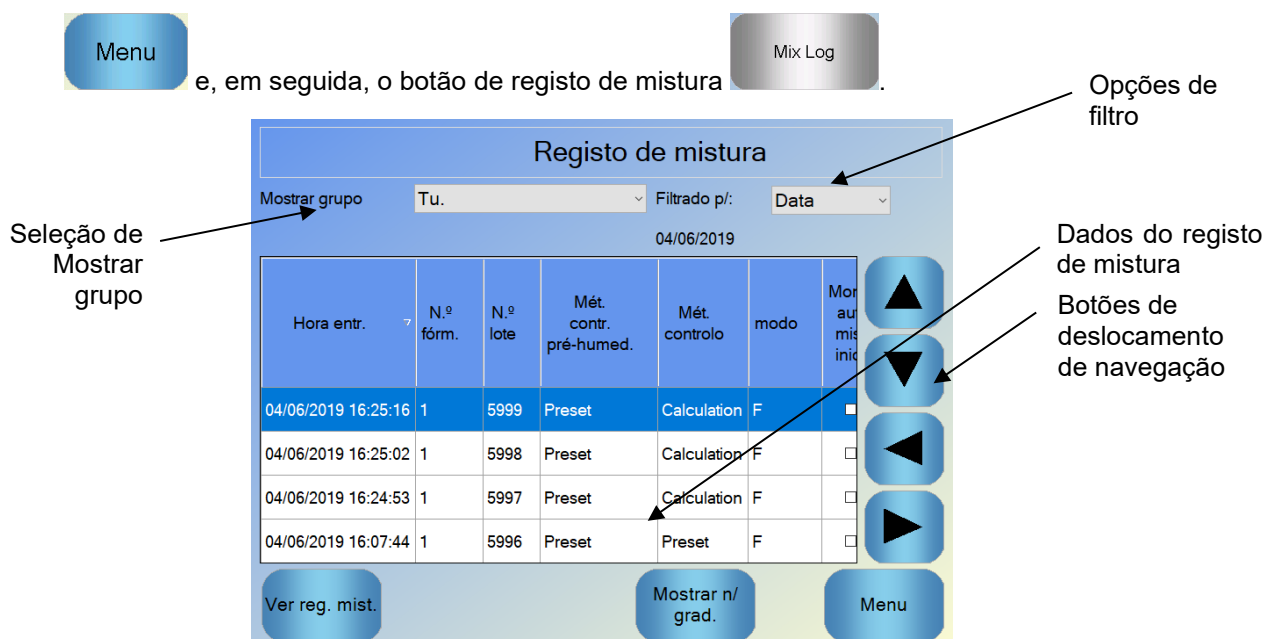 Menu
e, em seguida, o botão de registo de mistura
Mix Log
.
Opções de
filtro
Registo de mistura
Mostrar grupo
Tu.
Filtrado p/:
Data
04/06/2019
Seleção de
Mostrar
grupo
Dados do registo
de mistura
Botões de
deslocamento
de navegação
Hora entr.
N.º
fórm.
N.º
lote
Mét.
contr.
pré-humed.
Mét.
controlo
modo
04/06/2019 16:25:16 1 5999 Preset Calculation F
04/06/2019 16:25:02 1 5998 Preset Calculation F
04/06/2019 16:24:53 1 5997 Preset Calculation F
04/06/2019 16:07:44 1 5996 Preset Preset F
Ver reg. mist.
Mostrar n/
grad.
Menu